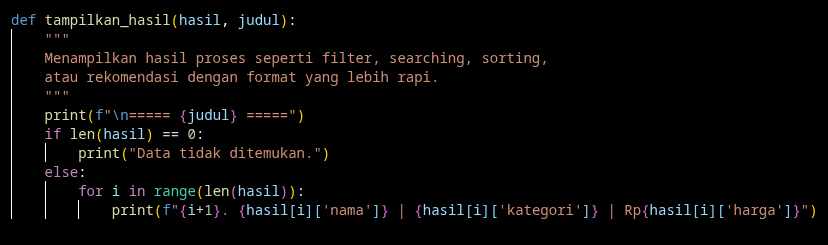 def tampilkan_hasil(hasil, judul):
    """
    Menampilkan hasil proses seperti filter, searching, sorting,
    atau rekomendasi dengan format yang lebih rapi.
    """
    print(f"\n===== {judul} =====")
    if len(hasil) == 0:
        print("Data tidak ditemukan.")
    else:
        for i in range(len(hasil)):
            print(f"{i+1}. {hasil[i]['nama']} | {hasil[i]['kategori']} | Rp{hasil[i]['harga']}")